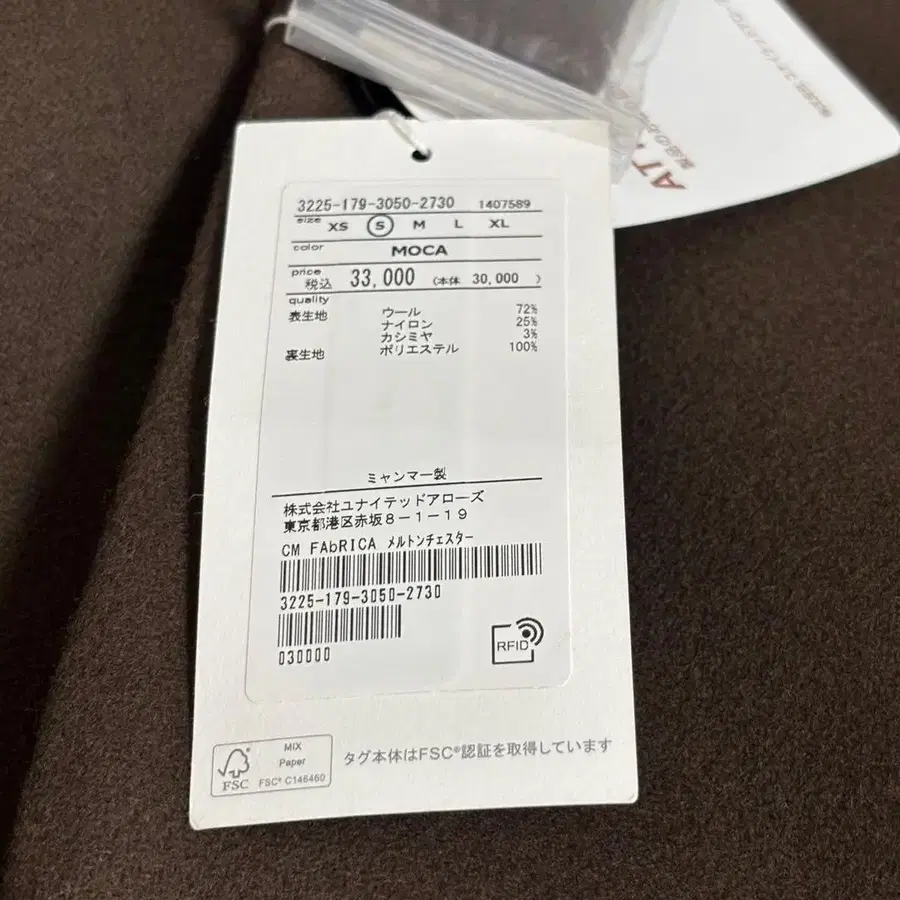 3225-179-3050-2730 1407589
size XS S M L XL
color MOCA
price 税込 33,000 (本体 30,000 )
quality
表生地 ウール 72%
ナイロン 25%
カシミヤ 3%
裏生地 ポリエステル 100%
ミャンマー製
株式会社ユナイテッドアローズ
東京都港区赤坂8-1-19
CM FAbRICA メルトンチェスター
3225-179-3050-2730
030000
RFID
FSC
MIX
Paper
FSC® C146460
タグ本体はFSC®認証を取得しています
AT